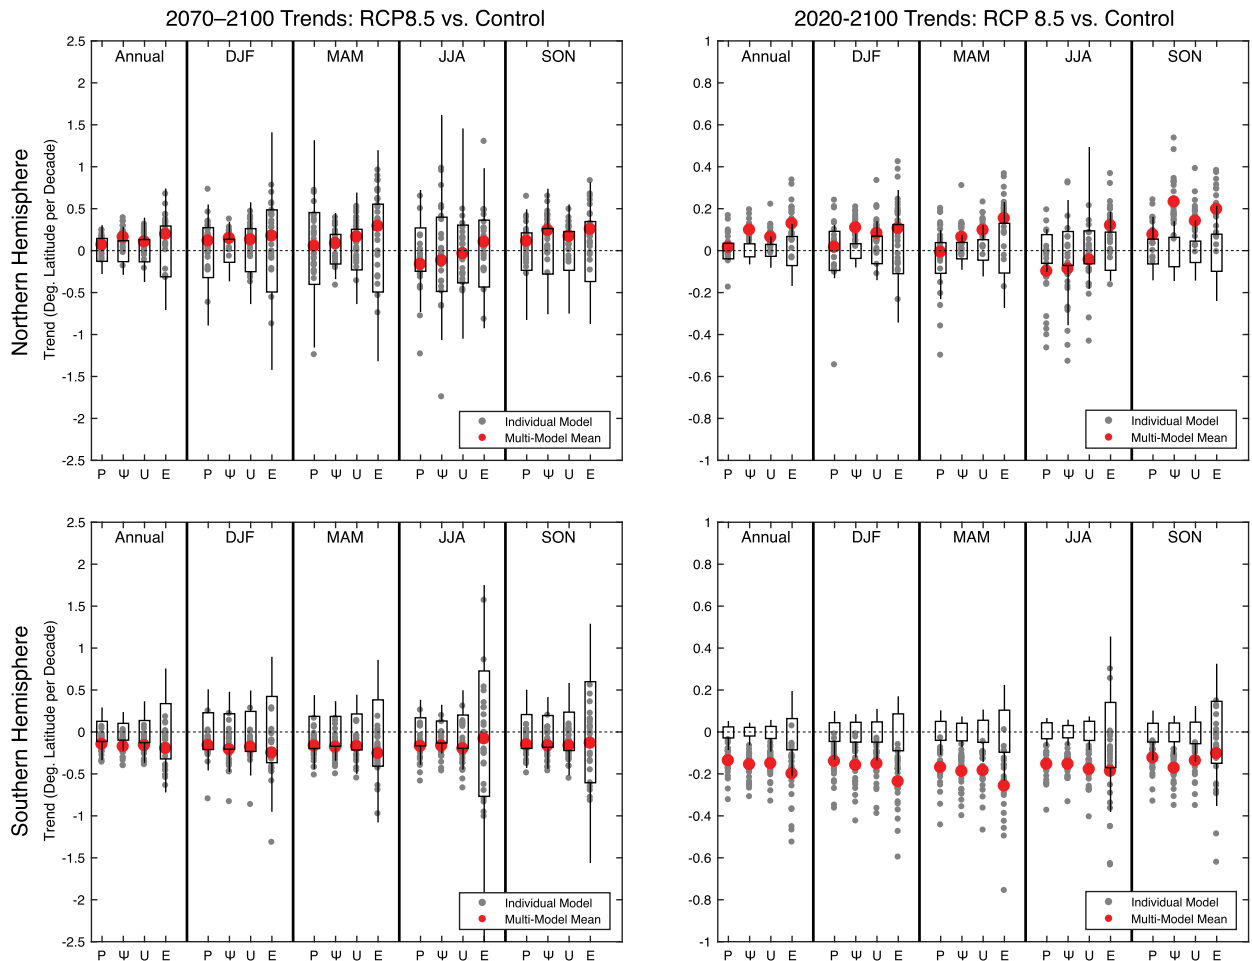 2070–2100 Trends: RCP8.5 vs. Control
2020-2100 Trends: RCP 8.5 vs. Control
Northern Hemisphere
Trend (Deg. Latitude per Decade)
2.5
2
1.5
1
0.5
0
-0.5
-1
-1.5
-2
-2.5
Annual DJF MAM JJA SON
Individual Model
Multi-Model Mean
P Ψ U E P Ψ U E P Ψ U E P Ψ U E P Ψ U E
1
0.8
0.6
0.4
0.2
0
-0.2
-0.4
-0.6
-0.8
-1
Annual DJF MAM JJA SON
Individual Model
Multi-Model Mean
P Ψ U E P Ψ U E P Ψ U E P Ψ U E P Ψ U E
Southern Hemisphere
Trend (Deg. Latitude per Decade)
2.5
2
1.5
1
0.5
0
-0.5
-1
-1.5
-2
-2.5
Annual DJF MAM JJA SON
Individual Model
Multi-Model Mean
P Ψ U E P Ψ U E P Ψ U E P Ψ U E P Ψ U E
1
0.8
0.6
0.4
0.2
0
-0.2
-0.4
-0.6
-0.8
-1
Annual DJF MAM JJA SON
Individual Model
Multi-Model Mean
P Ψ U E P Ψ U E P Ψ U E P Ψ U E P Ψ U E